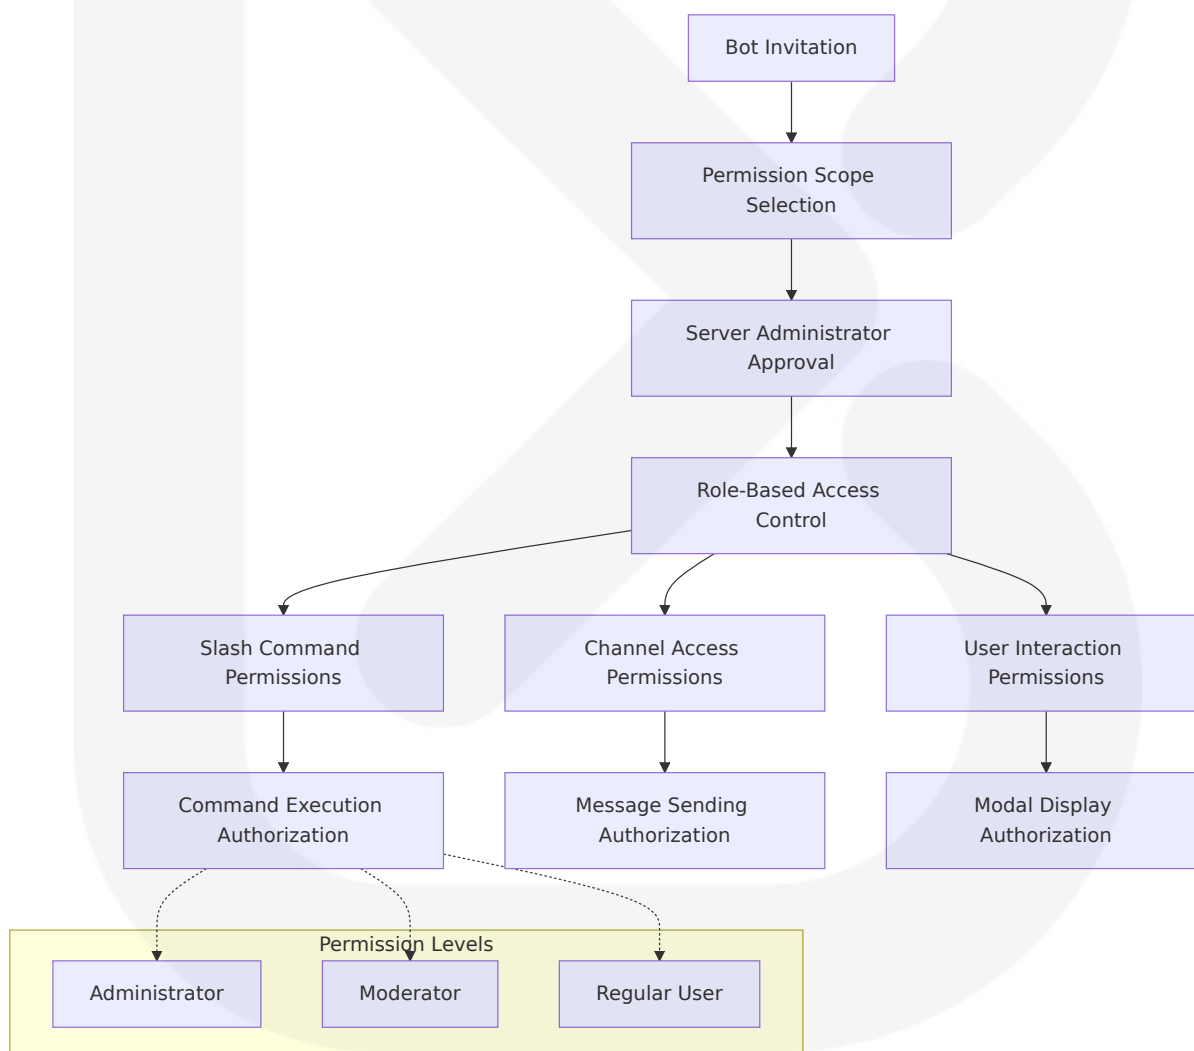 Bot Invitation
Permission Scope
Selection
Server Administrator
Approval
Role-Based Access
Control
Slash Command
Permissions
Channel Access
Permissions
User Interaction
Permissions
Command Execution
Authorization
Message Sending
Authorization
Modal Display
Authorization
Permission Levels
Administrator
Moderator
Regular User